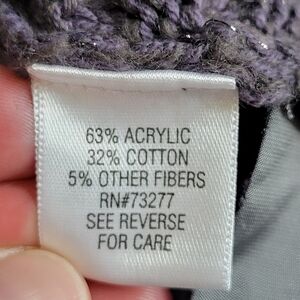 63% ACRYLIC
32% COTTON
5% OTHER FIBERS
RN#73277
SEE REVERSE
FOR CARE